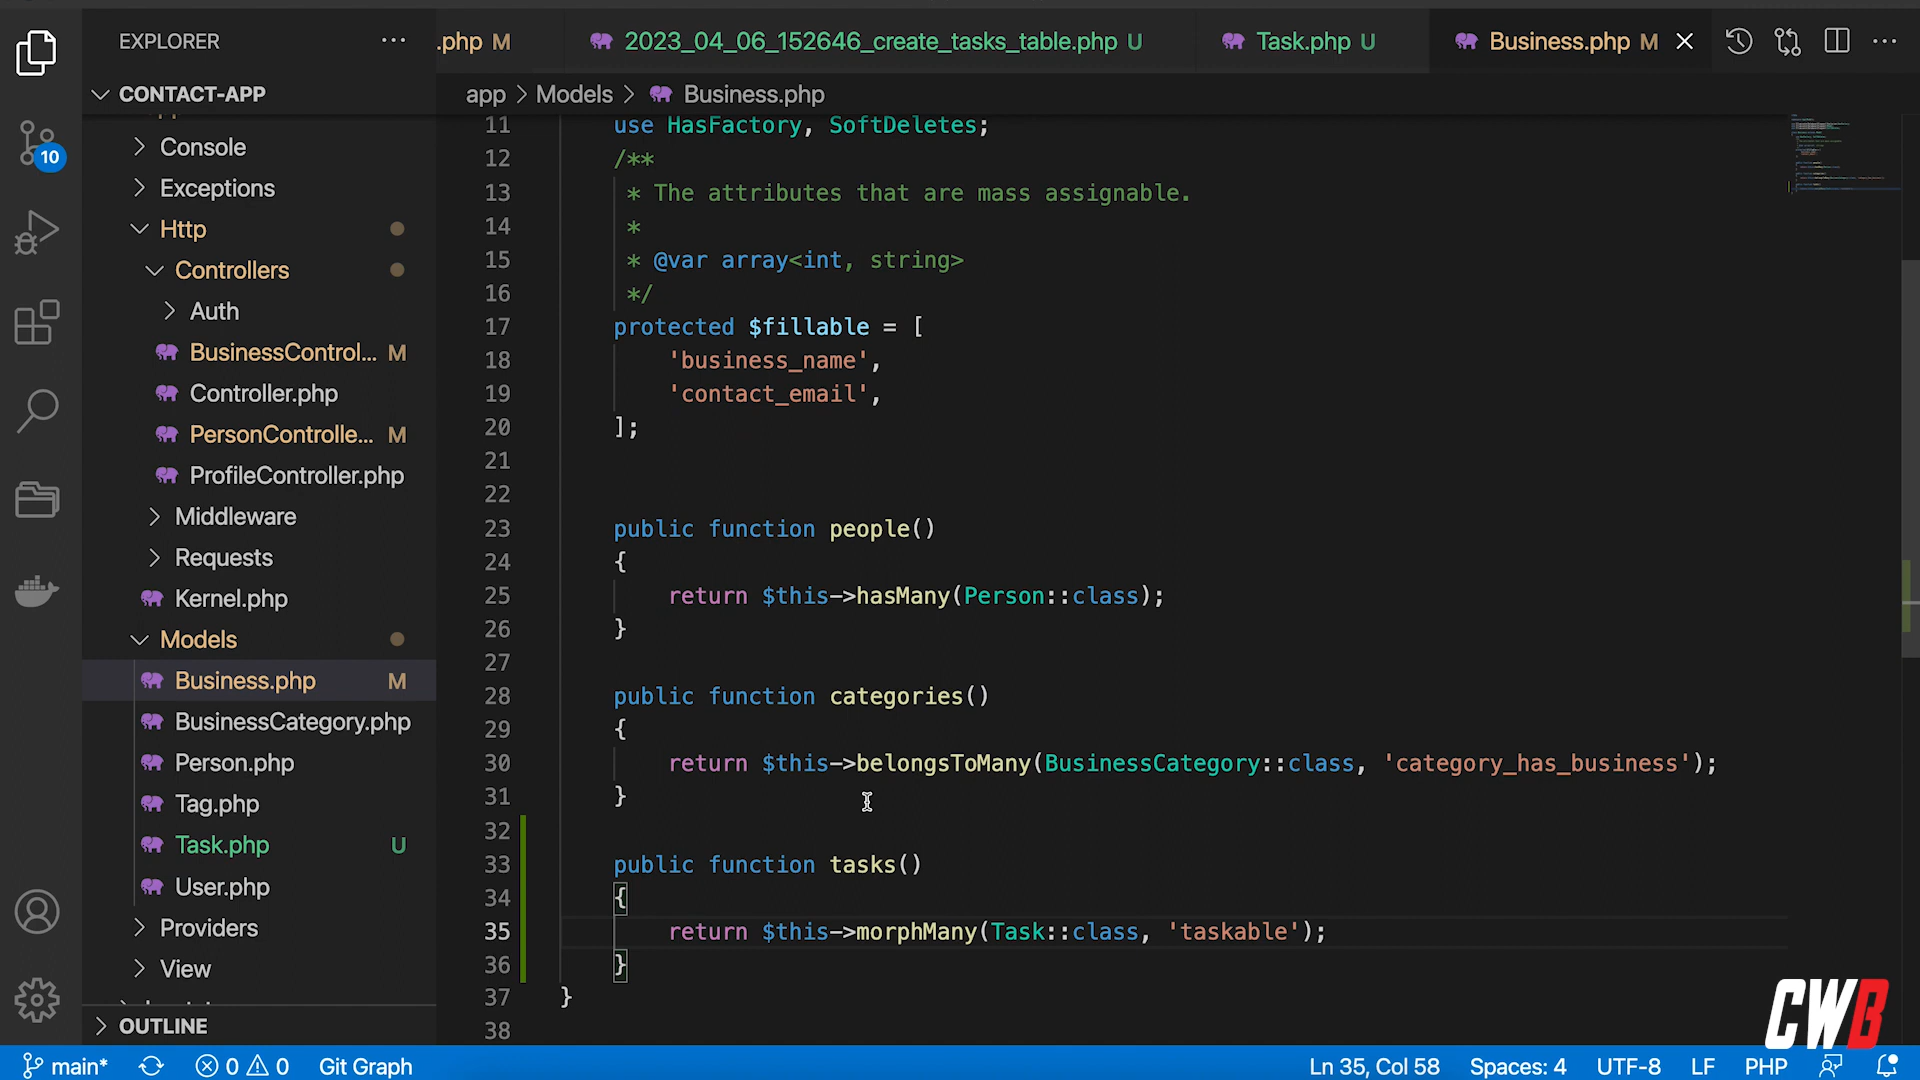 EXPLORER
.php M
2023_04_06_152646_create_tasks_table.php U
Task.php U
Business.php M
CONTACT-APP
app > Models > Business.php
Console
Exceptions
Http
Controllers
Auth
BusinessControl... M
Controller.php
PersonControlle... M
ProfileController.php
Middleware
Requests
Kernel.php
Models
Business.php M
BusinessCategory.php
Person.php
Tag.php
Task.php U
User.php
Providers
View
OUTLINE
10
11 use HasFactory, SoftDeletes;
12 /**
13 * The attributes that are mass assignable.
14 *
15 * @var array<int, string>
16 */
17 protected $fillable = [
18 'business_name',
19 'contact_email',
20 ];
21
22
23 public function people()
24 {
25 return $this->hasMany(Person::class);
26 }
27
28 public function categories()
29 {
30 return $this->belongsToMany(BusinessCategory::class, 'category_has_business');
31 }
32
33 public function tasks()
34 {
35 return $this->morphMany(Task::class, 'taskable');
36 }
37 }
38
CWB
main* 0 0 Git Graph
Ln 35, Col 58 Spaces: 4 UTF-8 LF PHP